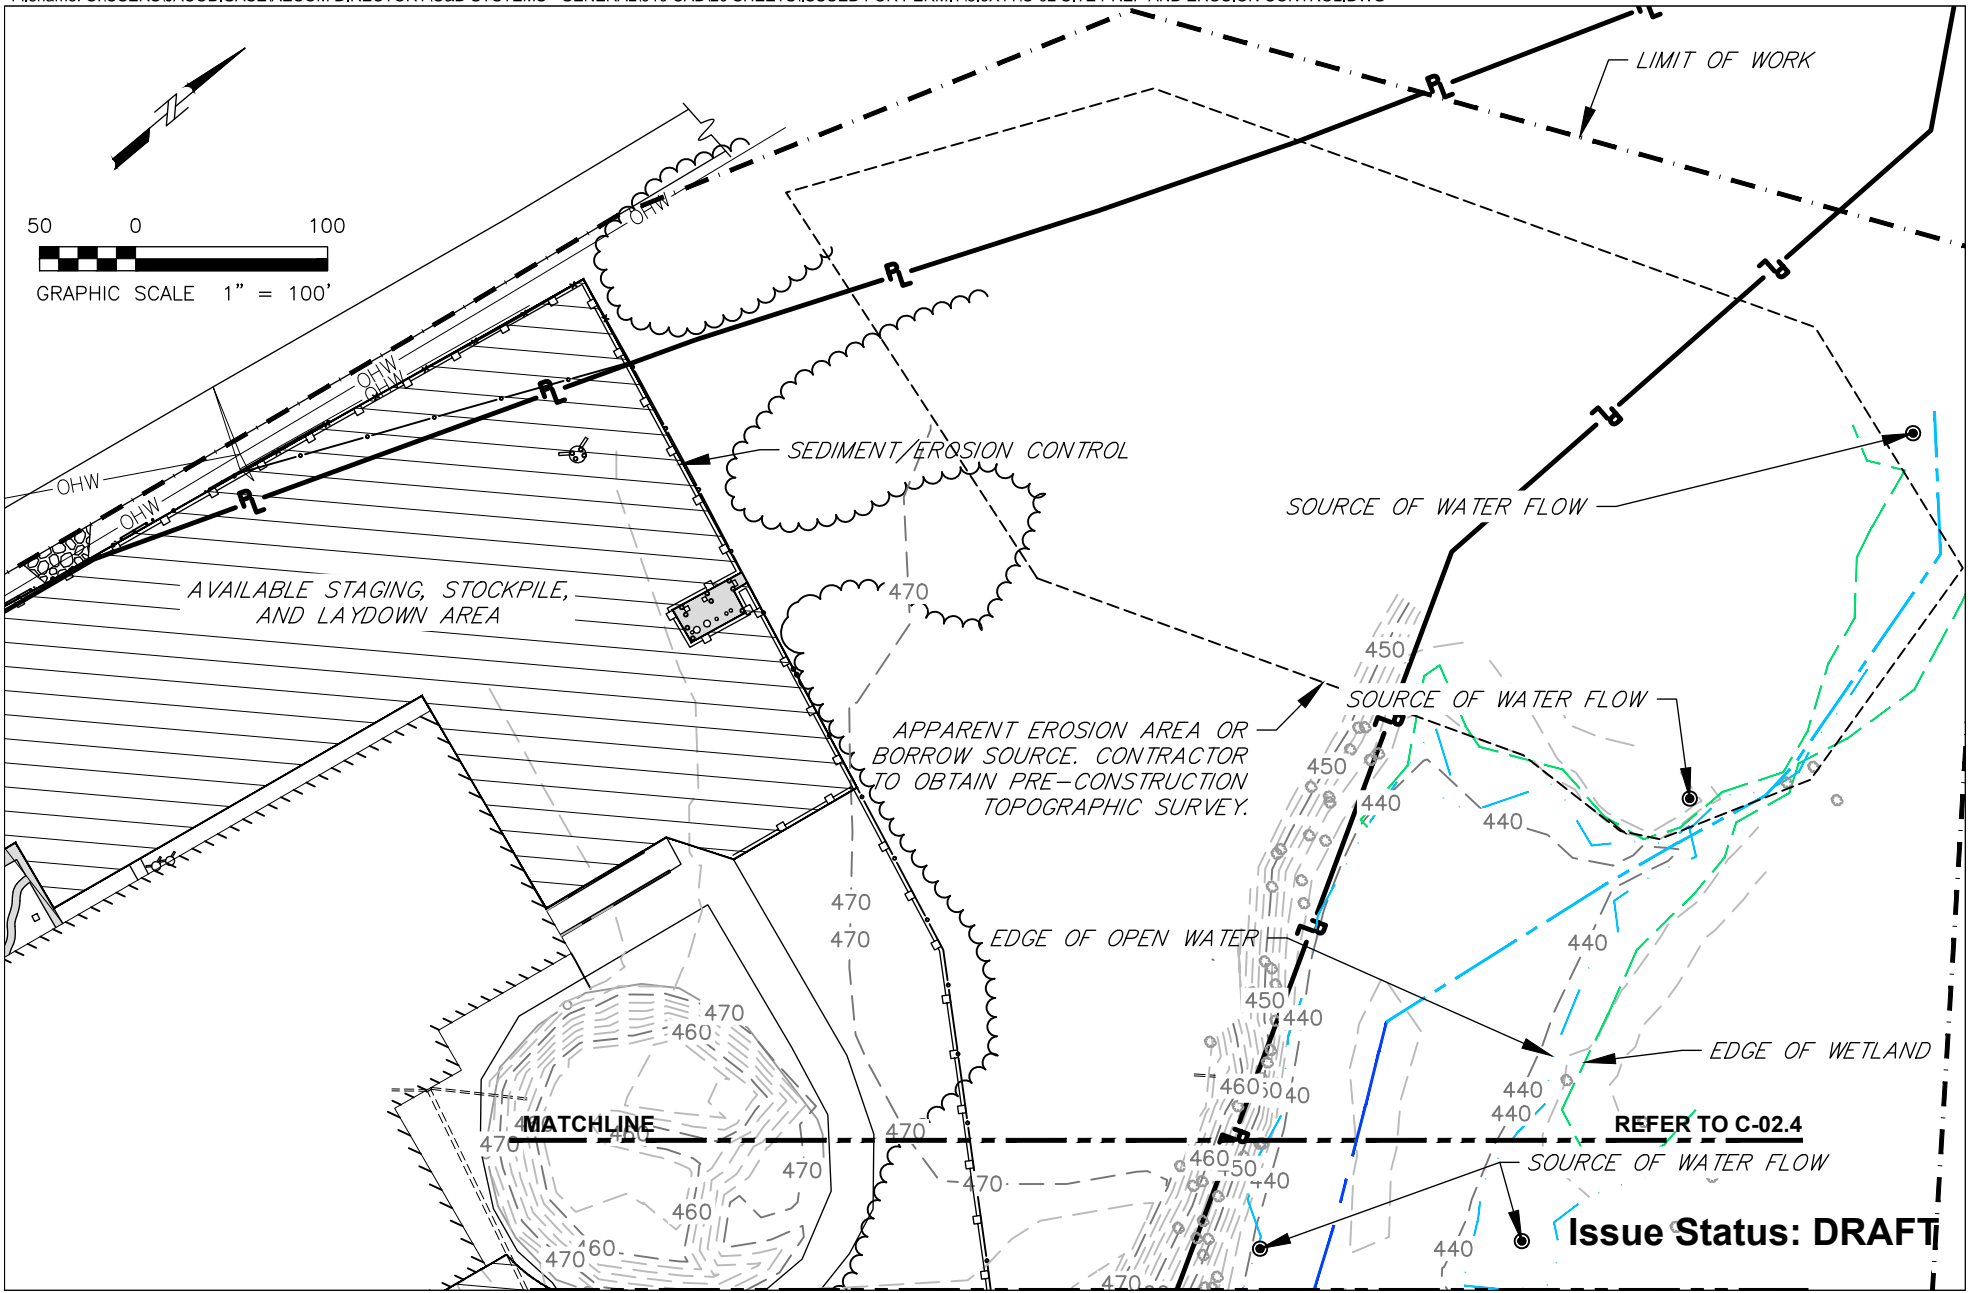 LIMIT OF WORK
50 0 100
GRAPHIC SCALE 1" = 100'
OHW
OHW
OHW
OHW
OHW
SEDIMENT/EROSION CONTROL
SOURCE OF WATER FLOW
AVAILABLE STAGING, STOCKPILE,
AND LAYDOWN AREA
470
450
SOURCE OF WATER FLOW
APPARENT EROSION AREA OR
BORROW SOURCE. CONTRACTOR
TO OBTAIN PRE-CONSTRUCTION
TOPOGRAPHIC SURVEY.
450
440
440
470
470
EDGE OF OPEN WATER
440
450
440
470
460
EDGE OF WETLAND
460
440
440
MATCHLINE
REFER TO C-02.4
470
460
470
470
460
450
440
SOURCE OF WATER FLOW
470
460
470
440
Issue Status: DRAFT
470